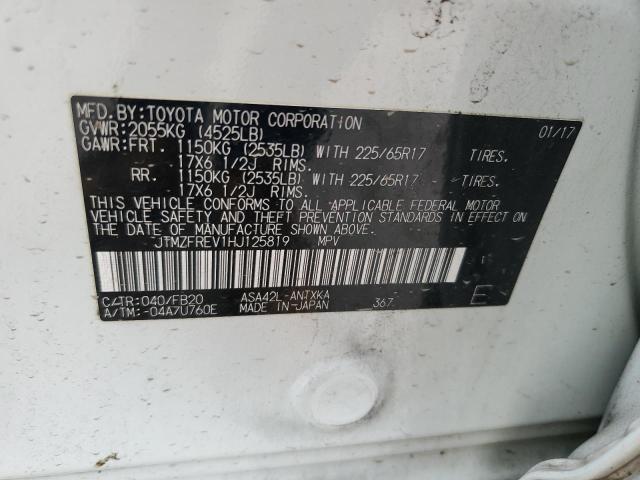 MFD.BY:TOYOTA MOTOR CORPORATION 01/17
GVWR:2055KG (4525LB)
GAWR:FRT. 1150KG (2535LB) WITH 225/65R17 TIRES.
17X6 1/2J RIMS.
RR. 1150KG (2535LB) WITH 225/65R17 TIRES.
17X6 1/2J RIMS.
THIS VEHICLE CONFORMS TO ALL APPLICABLE FEDERAL MOTOR
VEHICLE SAFETY AND THEFT PREVENTION STANDARDS IN EFFECT ON
THE DATE OF MANUFACTURE SHOWN ABOVE.
JTMZFREV1HJ125819 MPV
C/TR:040/FB20 ASA42L-ANTXKA
A/TM:-04A7U760E MADE IN JAPAN 367 E